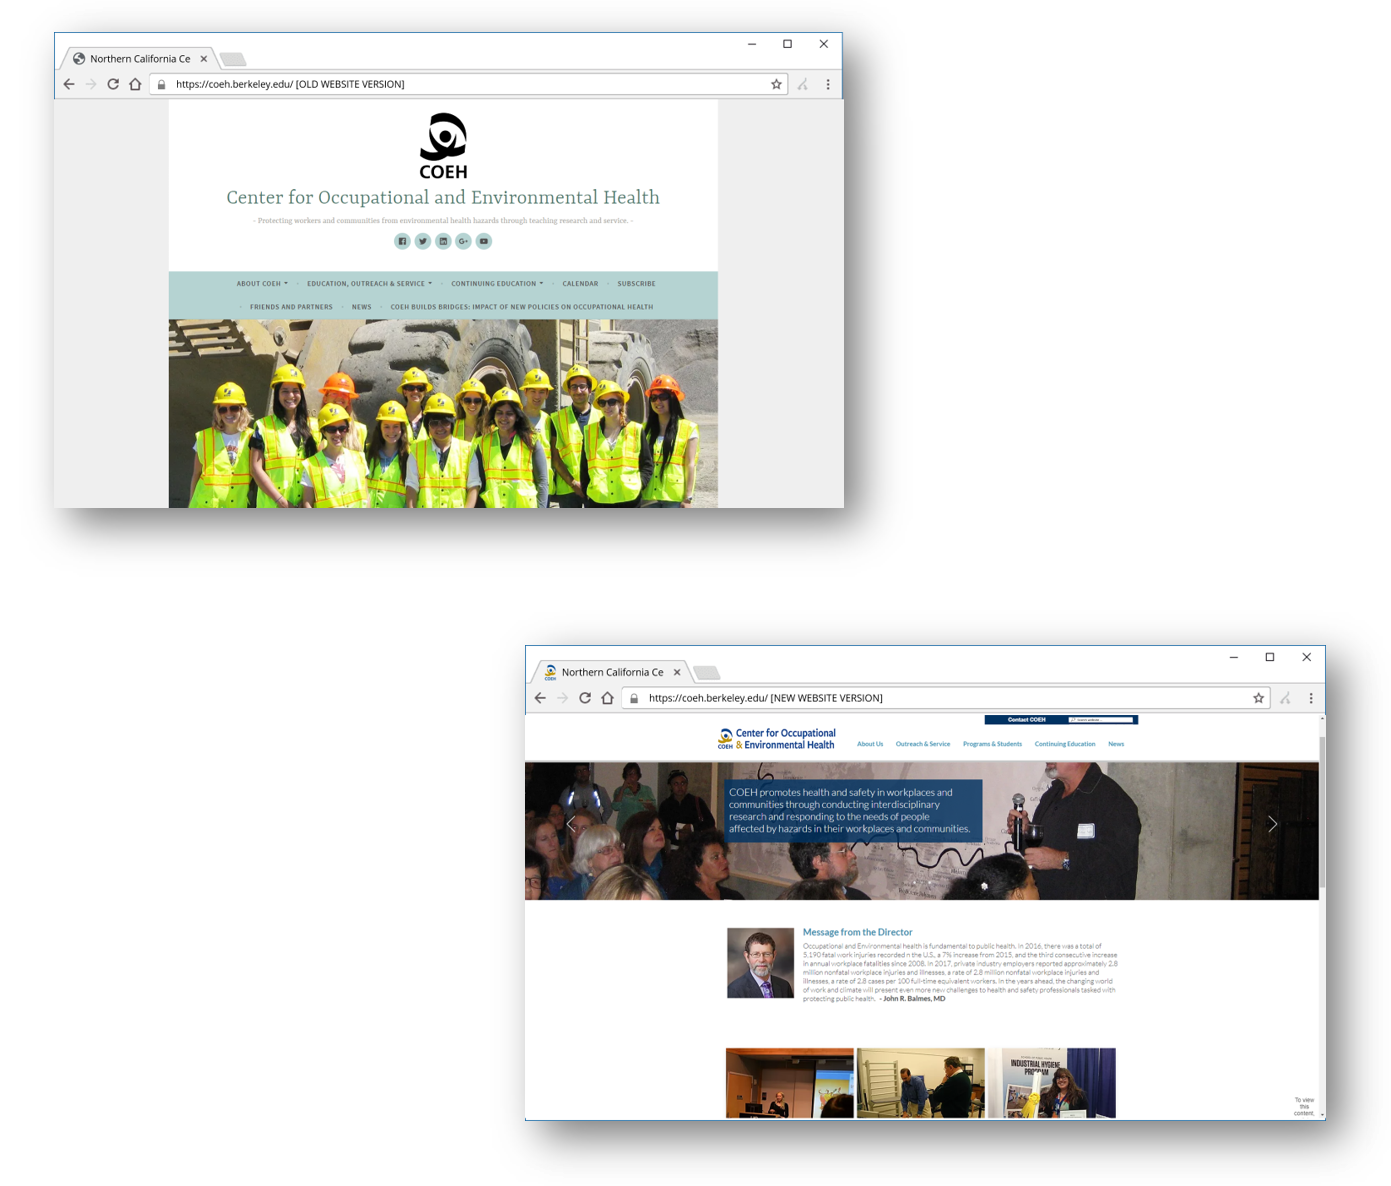 Northern California Ce
https://coeh.berkeley.edu/ [OLD WEBSITE VERSION]
COEH
Center for Occupational and Environmental Health
- Protecting workers and communities from environmental health hazards through teaching research and service. -
ABOUT COEH · EDUCATION, OUTREACH & SERVICE · CONTINUING EDUCATION · CALENDAR · SUBSCRIBE
· FRIENDS AND PARTNERS · NEWS · COEH BUILDS BRIDGES: IMPACT OF NEW POLICIES ON OCCUPATIONAL HEALTH
Northern California Ce
https://coeh.berkeley.edu/ [NEW WEBSITE VERSION]
Contact COEH
Center for Occupational
COEH & Environmental Health
About Us Outreach & Service Programs & Students Continuing Education News
COEH promotes health and safety in workplaces and
communities through conducting interdisciplinary
research and responding to the needs of people
affected by hazards in their workplaces and communities.
Message from the Director
Occupational and Environmental health is fundamental to public health. In 2016, there was a total of
5,190 fatal work injuries recorded n the U.S., a 7% increase from 2015, and the third consecutive increase
in annual workplace fatalities since 2008. In 2017, private industry employers reported approximately 2.8
million nonfatal workplace injuries and illnesses, a rate of 2.8 million nonfatal workplace injuries and
illnesses, a rate of 2.8 cases per 100 full-time equivalent workers. In the years ahead, the changing world
of work and climate will present even more new challenges to health and safety professionals tasked with
protecting public health. - John R. Balmes, MD
INDUSTRIAL HYGIENE
PROGRAM
To view
this
content,